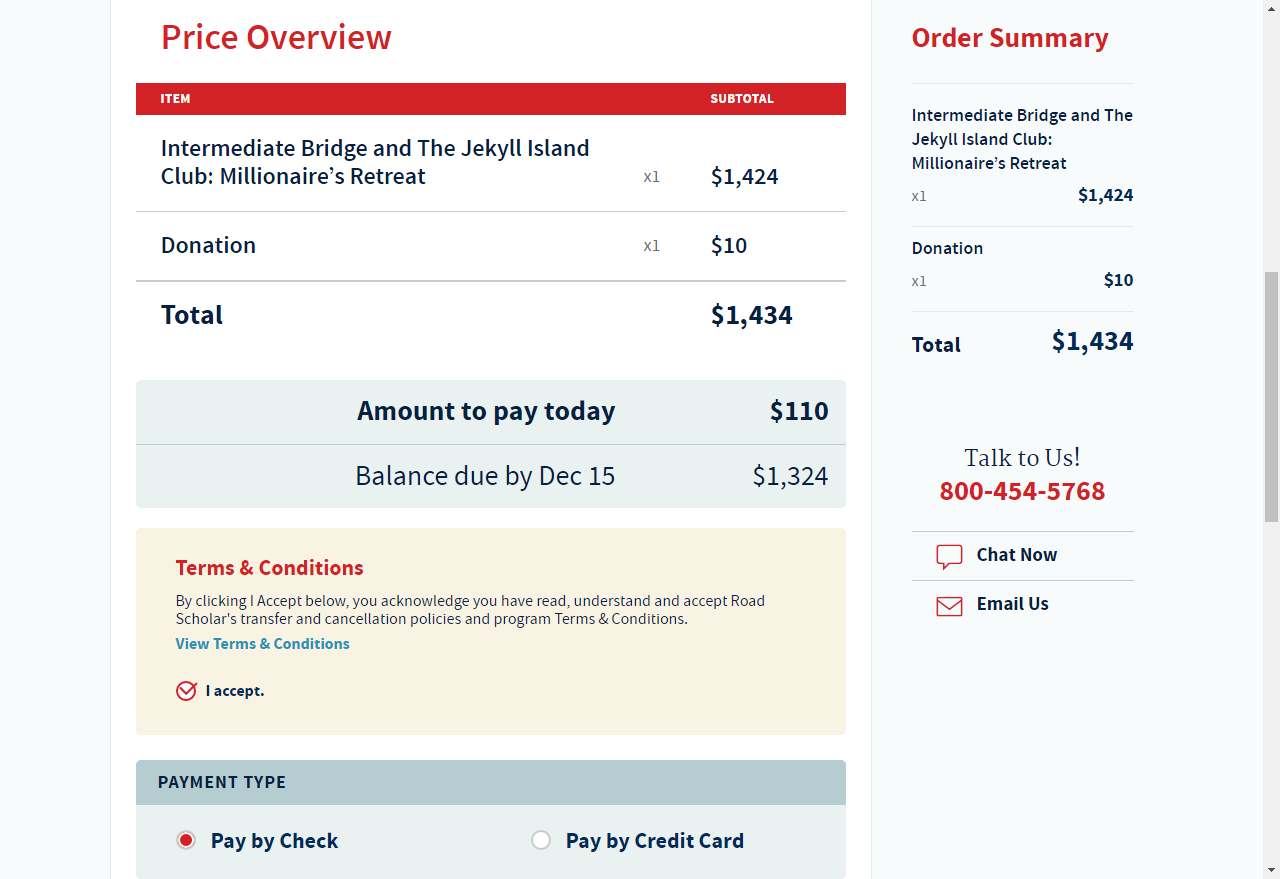 Price Overview
ITEM SUBTOTAL
Intermediate Bridge and The Jekyll Island
Club: Millionaire’s Retreat x1 $1,424
Donation x1 $10
Total $1,434
Amount to pay today $110
Balance due by Dec 15 $1,324
Terms & Conditions
By clicking I Accept below, you acknowledge you have read, understand and accept Road
Scholar's transfer and cancellation policies and program Terms & Conditions.
View Terms & Conditions
I accept.
PAYMENT TYPE
Pay by Check Pay by Credit Card
Order Summary
Intermediate Bridge and The
Jekyll Island Club:
Millionaire’s Retreat
x1 $1,424
Donation
x1 $10
Total $1,434
Talk to Us!
800-454-5768
Chat Now
Email Us